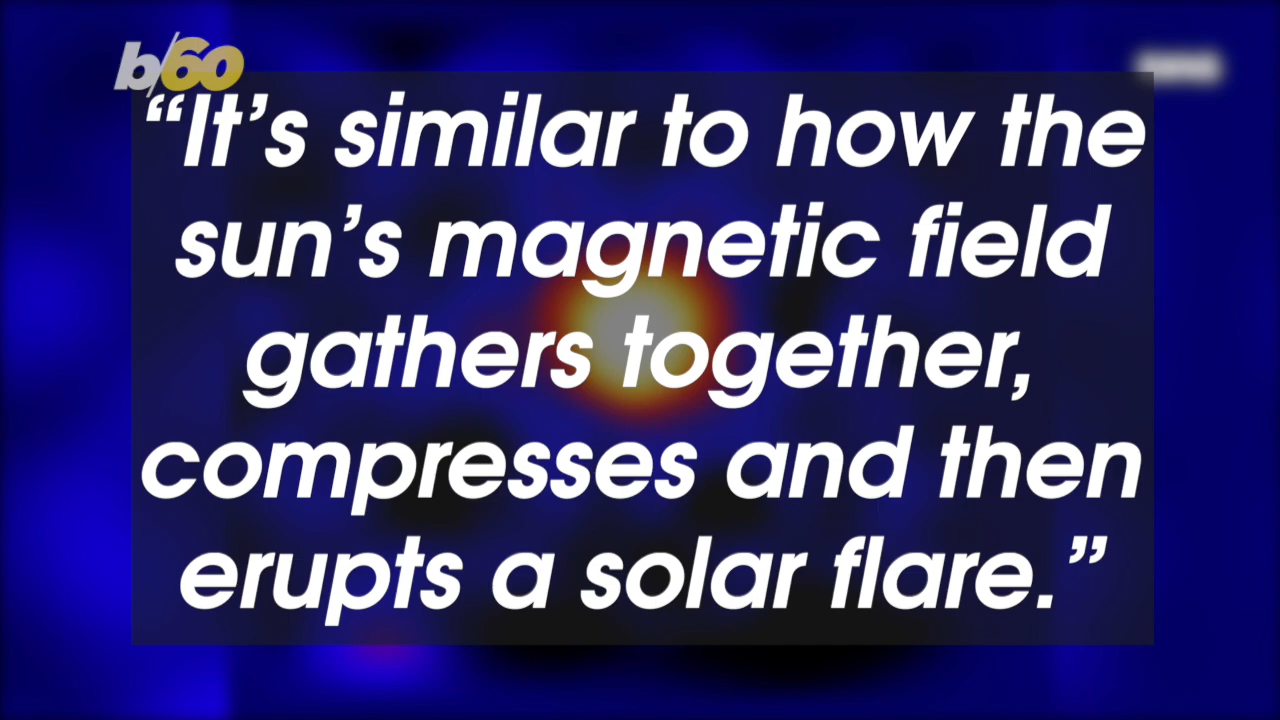 b/60
“It’s similar to how the
sun’s magnetic field
gathers together,
compresses and then
erupts a solar flare.”